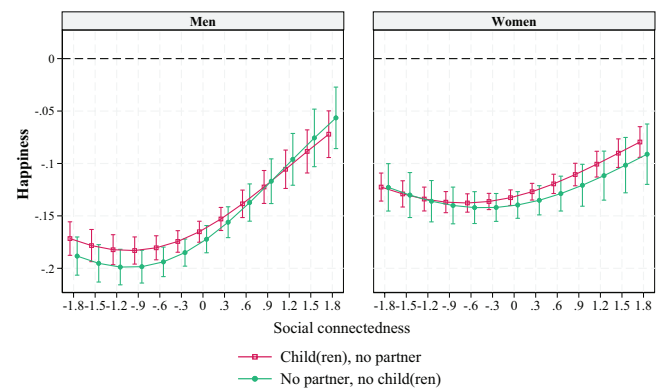 Men Women
0
-.05
-.1
-.15
-.2
Happiness
-1.8 -1.5 -1.2 -.9 -.6 -.3 0 .3 .6 .9 1.2 1.5 1.8 -1.8 -1.5 -1.2 -.9 -.6 -.3 0 .3 .6 .9 1.2 1.5 1.8
Social connectedness
Child(ren), no partner
No partner, no child(ren)